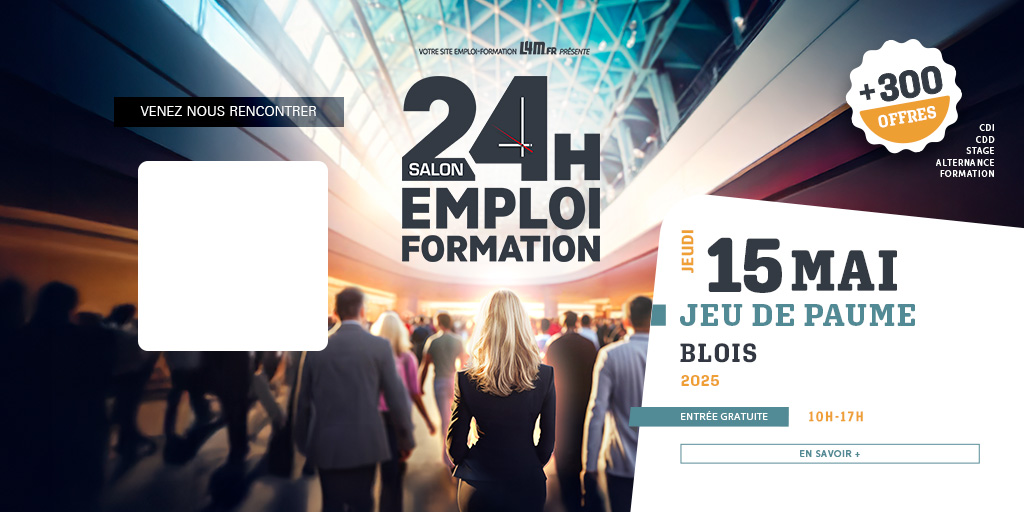 VOTRE SITE EMPLOI-FORMATION L4M.FR PRÉSENTE
VENEZ NOUS RENCONTRER
24H
SALON
EMPLOI
FORMATION
+300
OFFRES
CDI
CDD
STAGE
ALTERNANCE
FORMATION
JEUDI
15 MAI
JEU DE PAUME
BLOIS
2025
ENTRÉE GRATUITE
10H-17H
EN SAVOIR +